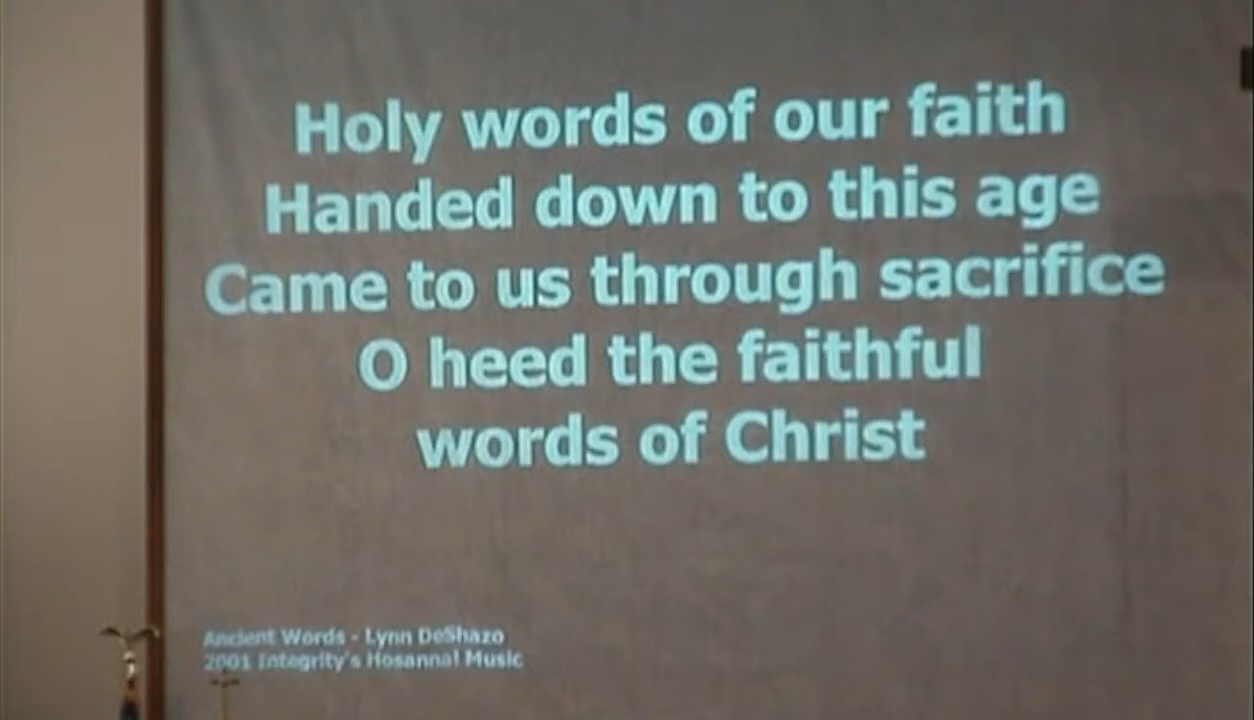 Holy words of our faith
Handed down to this age
Came to us through sacrifice
O heed the faithful
words of Christ
Ancient Words - Lynn DeShazo
2001 Integrity's Hosanna! Music